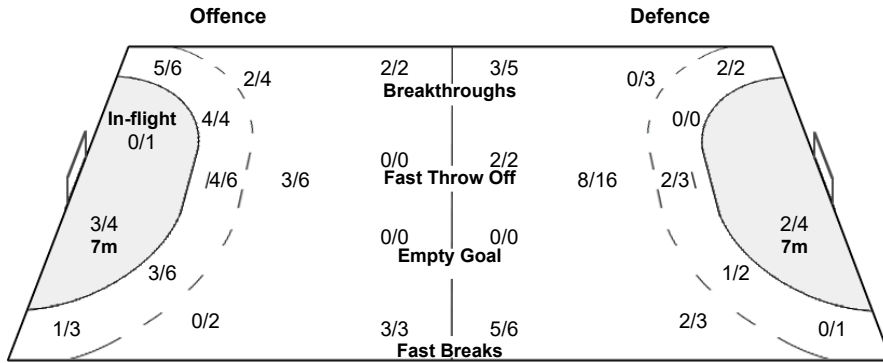 Offence Defence
5/6 2/4 2/2 3/5 0/3 2/2
Breakthroughs
In-flight 4/4 0/0
0/1
0/0 2/2
4/6 3/6 Fast Throw Off 8/16 2/3
3/4 0/0 0/0 2/4
7m Empty Goal 7m
3/6 1/2
1/3 0/2 3/3 5/6 2/3 0/1
Fast Breaks